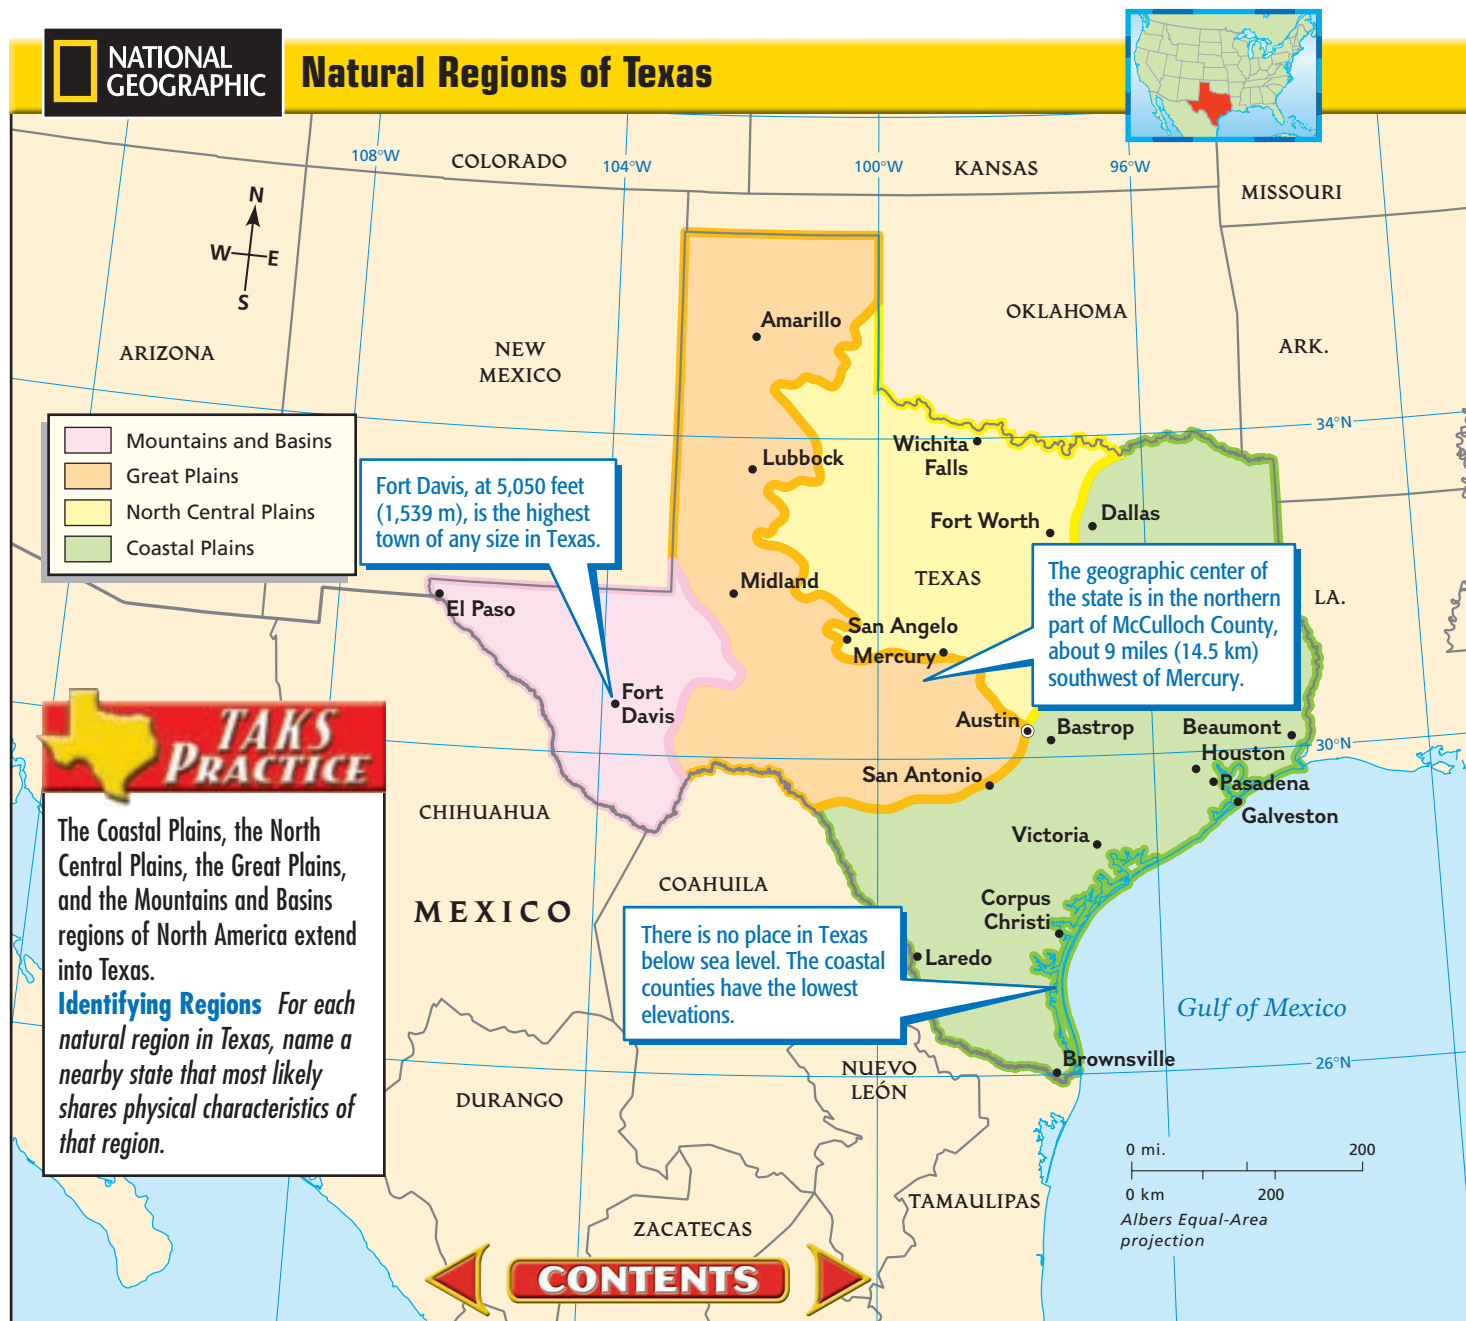 NATIONAL
GEOGRAPHIC
Natural Regions of Texas
108°W
COLORADO
104°W
100°W
KANSAS
96°W
MISSOURI
N
W
E
S
ARIZONA
NEW
MEXICO
OKLAHOMA
ARK.
Amarillo
34°N
Mountains and Basins
Great Plains
North Central Plains
Coastal Plains
Wichita
Falls
Lubbock
Fort Davis, at 5,050 feet
(1,539 m), is the highest
town of any size in Texas.
Fort Worth
Dallas
TEXAS
Midland
El Paso
San Angelo
Mercury
The geographic center of
the state is in the northern
part of McCulloch County,
about 9 miles (14.5 km)
southwest of Mercury.
LA.
Fort
Davis
Austin
Bastrop
Beaumont
Houston
30°N
San Antonio
Pasadena
Galveston
Victoria
CHIHUAHUA
COAHUILA
MEXICO
Corpus
Christi
There is no place in Texas
below sea level. The coastal
counties have the lowest
elevations.
Laredo
Gulf of Mexico
Brownsville
26°N
NUEVO
LEÓN
DURANGO
TAMAULIPAS
ZACATECAS
0 mi.
200
0 km
200
Albers Equal-Area
projection
TAKS
PRACTICE
The Coastal Plains, the North
Central Plains, the Great Plains,
and the Mountains and Basins
regions of North America extend
into Texas.
Identifying Regions For each
natural region in Texas, name a
nearby state that most likely
shares physical characteristics of
that region.
CONTENTS